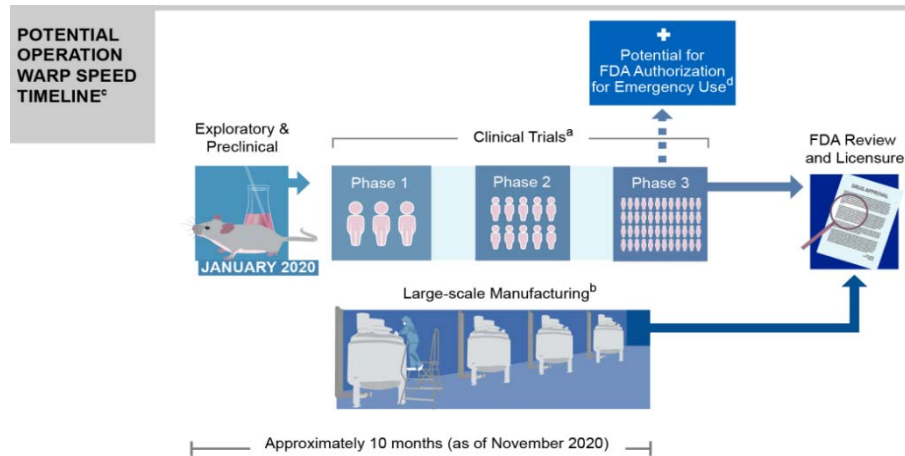 POTENTIAL
OPERATION
WARP SPEED
TIMELINEᶜ
Potential for
FDA Authorization
for Emergency Useᵈ
Exploratory &
Preclinical
Clinical Trialsᵃ
FDA Review
and Licensure
Phase 1
Phase 2
Phase 3
DRUG APPROVAL
JANUARY 2020
Large-scale Manufacturingᵇ
Approximately 10 months (as of November 2020)